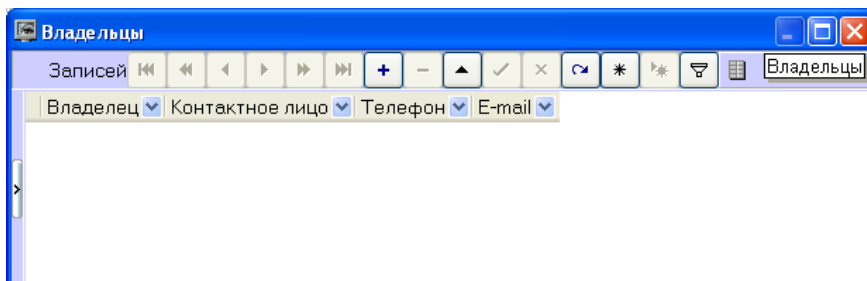 Владельцы
Записей
Владельцы
Владелец Контактное лицо Телефон E-mail